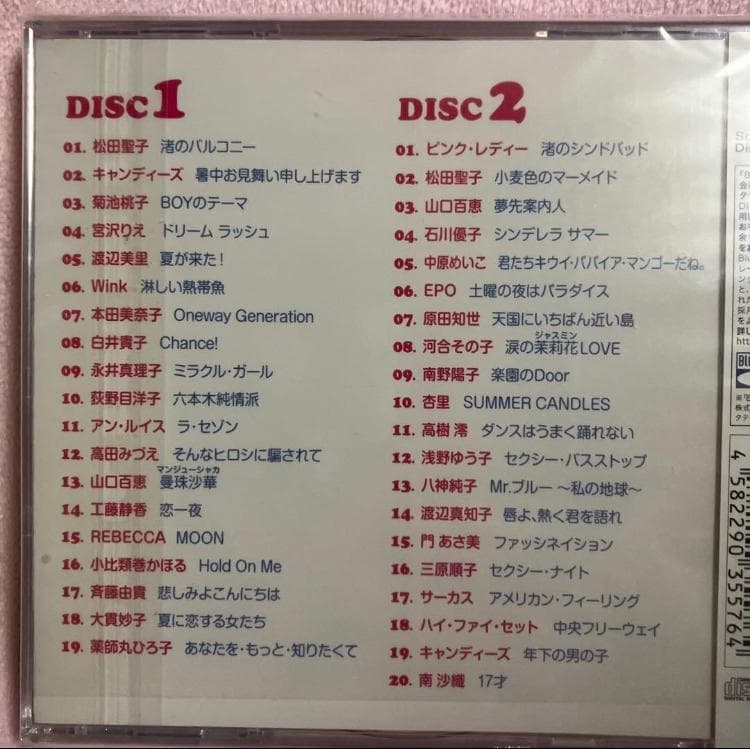 DISC 1
01. 松田聖子 渚のバルコニー
02. キャンディーズ 暑中お見舞い申し上げます
03. 菊池桃子 BOYのテーマ
04. 宮沢りえ ドリーム ラッシュ
05. 渡辺美里 夏が来た!
06. Wink 淋しい熱帯魚
07. 本田美奈子 Oneway Generation
08. 白井貴子 Chance!
09. 永井真理子 ミラクル・ガール
10. 荻野目洋子 六本木純情派
11. アン・ルイス ラ・セゾン
12. 高田みづえ そんなヒロシに騙されて
マンジューシャカ
13. 山口百恵 曼珠沙華
14. 工藤静香 恋一夜
15. REBECCA MOON
16. 小比類巻かほる Hold On Me
17. 斉藤由貴 悲しみよこんにちは
18. 大貫妙子 夏に恋する女たち
19. 薬師丸ひろ子 あなたを・もっと・知りたくて
DISC 2
01. ピンク・レディー 渚のシンドバッド
02. 松田聖子 小麦色のマーメイド
03. 山口百恵 夢先案内人
04. 石川優子 シンデレラ サマー
05. 中原めいこ 君たちキウイ・パパイア・マンゴーだね。
06. EPO 土曜の夜はパラダイス
07. 原田知世 天国にいちばん近い島
ジャスミン
08. 河合その子 涙の茉莉花LOVE
09. 南野陽子 楽園のDoor
10. 杏里 SUMMER CANDLES
11. 高樹 澪 ダンスはうまく踊れない
12. 浅野ゆう子 セクシー・バスストップ
13. 八神純子 Mr.ブルー 〜私の地球〜
14. 渡辺真知子 唇よ、熱く君を語れ
15. 門 あさ美 ファッシネイション
16. 三原順子 セクシー・ナイト
17. サーカス アメリカン・フィーリング
18. ハイ・ファイ・セット 中央フリーウェイ
19. キャンディーズ 年下の男の子
20. 南 沙織 17才
4 582290 355764